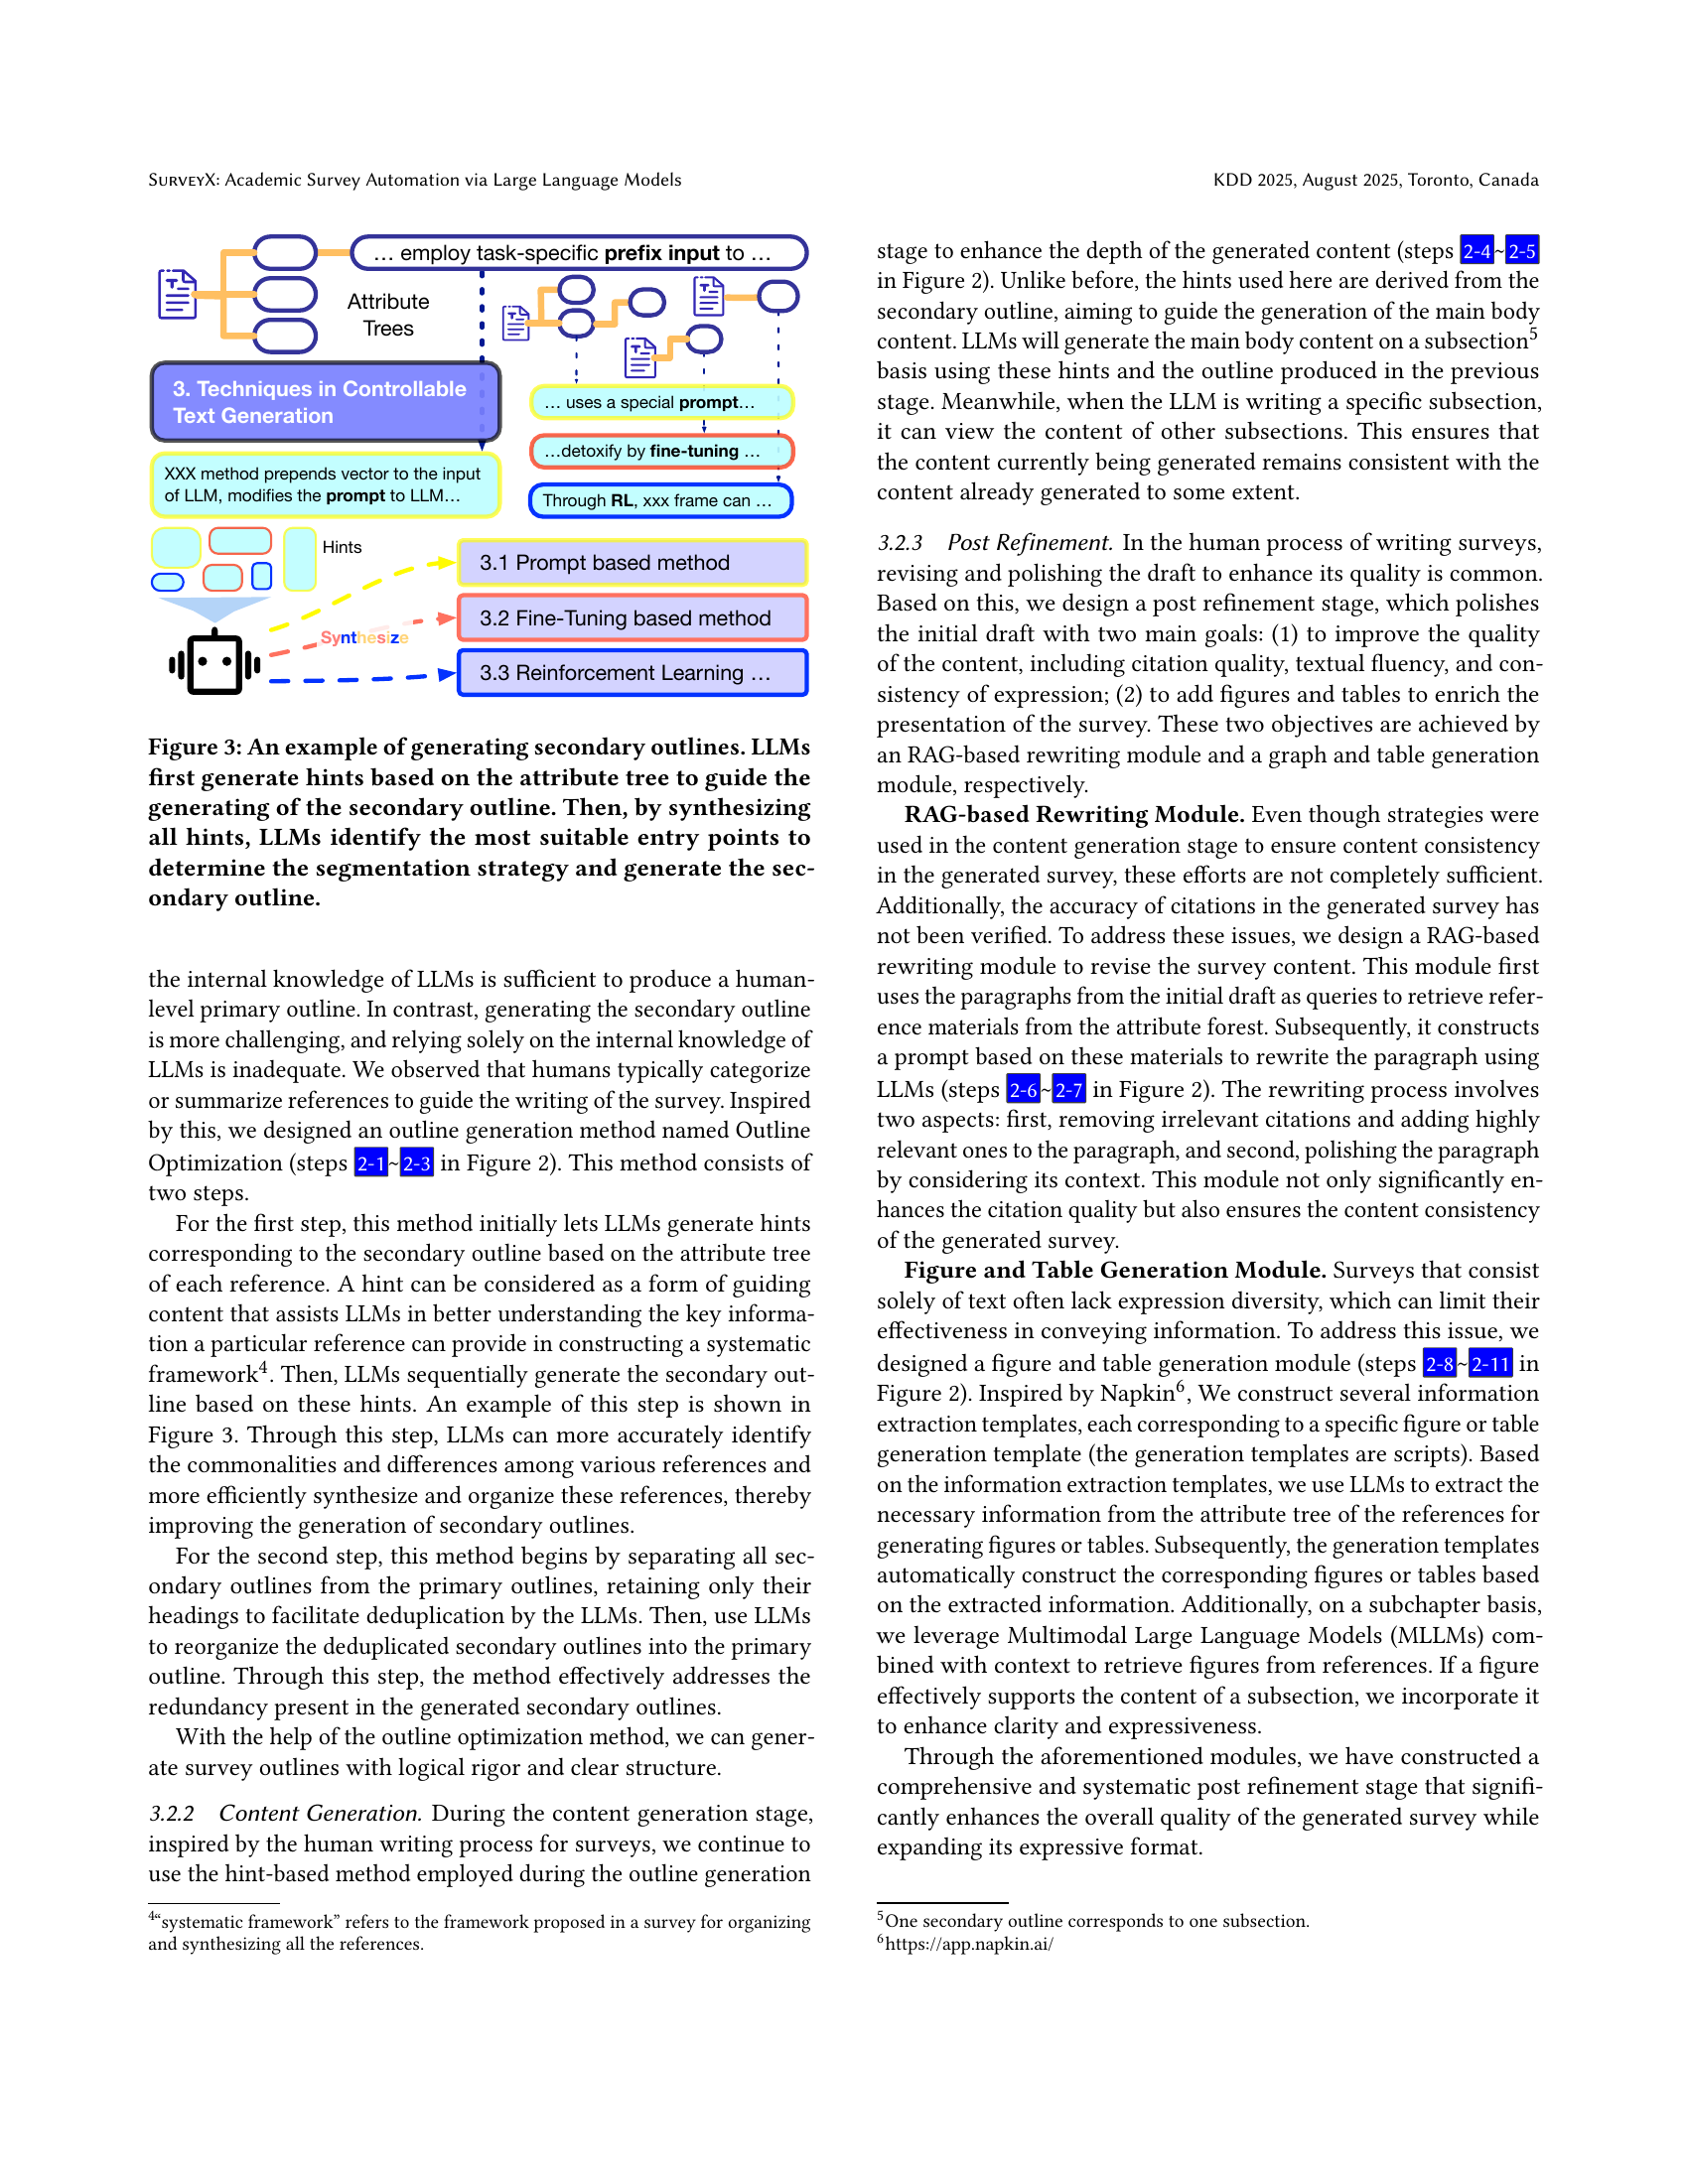 SurveyX: Academic Survey Automation via Large Language Models
KDD 2025, August 2025, Toronto, Canada
… employ task-specific prefix input to …
Attribute
Trees
3. Techniques in Controllable
Text Generation
… uses a special prompt…
…detoxify by fine-tuning …
XXX method prepends vector to the input
of LLM, modifies the prompt to LLM…
Through RL, xxx frame can …
Hints
3.1 Prompt based method
Synthesize
3.2 Fine-Tuning based method
3.3 Reinforcement Learning …
Figure 3: An example of generating secondary outlines. LLMs
first generate hints based on the attribute tree to guide the
generating of the secondary outline. Then, by synthesizing
all hints, LLMs identify the most suitable entry points to
determine the segmentation strategy and generate the sec-
ondary outline.
the internal knowledge of LLMs is sufficient to produce a human-
level primary outline. In contrast, generating the secondary outline
is more challenging, and relying solely on the internal knowledge of
LLMs is inadequate. We observed that humans typically categorize
or summarize references to guide the writing of the survey. Inspired
by this, we designed an outline generation method named Outline
Optimization (steps 2-1~2-3 in Figure 2). This method consists of
two steps.
For the first step, this method initially lets LLMs generate hints
corresponding to the secondary outline based on the attribute tree
of each reference. A hint can be considered as a form of guiding
content that assists LLMs in better understanding the key informa-
tion a particular reference can provide in constructing a systematic
framework4. Then, LLMs sequentially generate the secondary out-
line based on these hints. An example of this step is shown in
Figure 3. Through this step, LLMs can more accurately identify
the commonalities and differences among various references and
more efficiently synthesize and organize these references, thereby
improving the generation of secondary outlines.
For the second step, this method begins by separating all sec-
ondary outlines from the primary outlines, retaining only their
headings to facilitate deduplication by the LLMs. Then, use LLMs
to reorganize the deduplicated secondary outlines into the primary
outline. Through this step, the method effectively addresses the
redundancy present in the generated secondary outlines.
With the help of the outline optimization method, we can gener-
ate survey outlines with logical rigor and clear structure.
3.2.2 Content Generation. During the content generation stage,
inspired by the human writing process for surveys, we continue to
use the hint-based method employed during the outline generation
4“systematic framework” refers to the framework proposed in a survey for organizing
and synthesizing all the references.
stage to enhance the depth of the generated content (steps 2-4~2-5
in Figure 2). Unlike before, the hints used here are derived from the
secondary outline, aiming to guide the generation of the main body
content. LLMs will generate the main body content on a subsection5
basis using these hints and the outline produced in the previous
stage. Meanwhile, when the LLM is writing a specific subsection,
it can view the content of other subsections. This ensures that
the content currently being generated remains consistent with the
content already generated to some extent.
3.2.3 Post Refinement. In the human process of writing surveys,
revising and polishing the draft to enhance its quality is common.
Based on this, we design a post refinement stage, which polishes
the initial draft with two main goals: (1) to improve the quality
of the content, including citation quality, textual fluency, and con-
sistency of expression; (2) to add figures and tables to enrich the
presentation of the survey. These two objectives are achieved by
an RAG-based rewriting module and a graph and table generation
module, respectively.
RAG-based Rewriting Module. Even though strategies were
used in the content generation stage to ensure content consistency
in the generated survey, these efforts are not completely sufficient.
Additionally, the accuracy of citations in the generated survey has
not been verified. To address these issues, we design a RAG-based
rewriting module to revise the survey content. This module first
uses the paragraphs from the initial draft as queries to retrieve refer-
ence materials from the attribute forest. Subsequently, it constructs
a prompt based on these materials to rewrite the paragraph using
LLMs (steps 2-6~2-7 in Figure 2). The rewriting process involves
two aspects: first, removing irrelevant citations and adding highly
relevant ones to the paragraph, and second, polishing the paragraph
by considering its context. This module not only significantly en-
hances the citation quality but also ensures the content consistency
of the generated survey.
Figure and Table Generation Module. Surveys that consist
solely of text often lack expression diversity, which can limit their
effectiveness in conveying information. To address this issue, we
designed a figure and table generation module (steps 2-8~2-11 in
Figure 2). Inspired by Napkin6, We construct several information
extraction templates, each corresponding to a specific figure or table
generation template (the generation templates are scripts). Based
on the information extraction templates, we use LLMs to extract the
necessary information from the attribute tree of the references for
generating figures or tables. Subsequently, the generation templates
automatically construct the corresponding figures or tables based
on the extracted information. Additionally, on a subchapter basis,
we leverage Multimodal Large Language Models (MLLMs) com-
bined with context to retrieve figures from references. If a figure
effectively supports the content of a subsection, we incorporate it
to enhance clarity and expressiveness.
Through the aforementioned modules, we have constructed a
comprehensive and systematic post refinement stage that signifi-
cantly enhances the overall quality of the generated survey while
expanding its expressive format.
5One secondary outline corresponds to one subsection.
6https://app.napkin.ai/